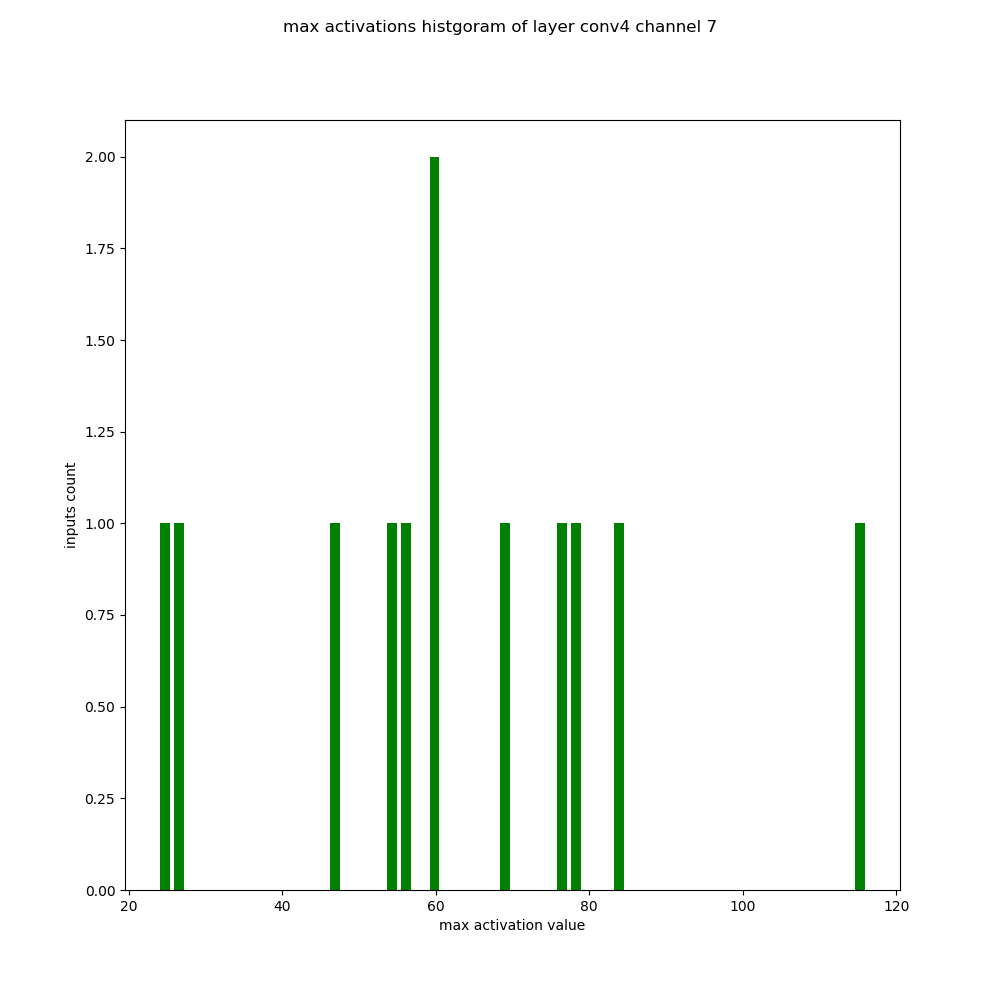 max activations histgoram of layer conv4 channel 7
2.00
1.75
1.50
1.25
1.00
0.75
0.50
0.25
0.00
inputs count
20 40 60 80 100 120
max activation value